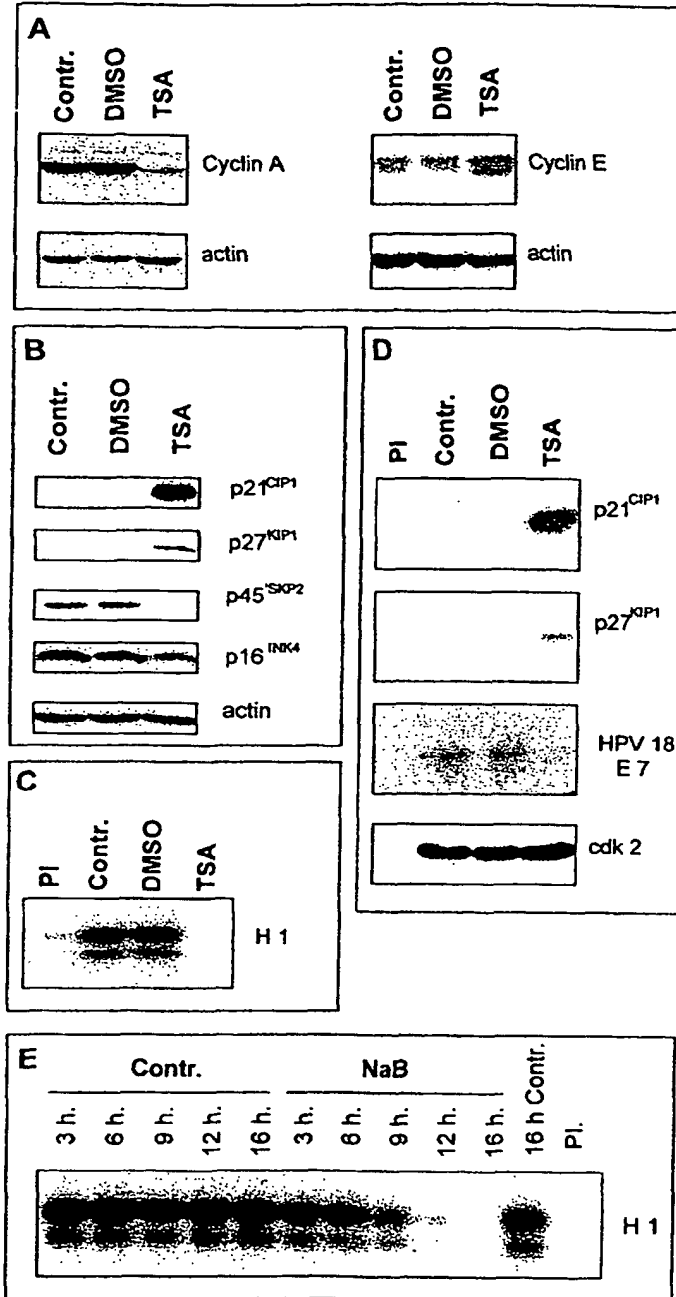 A
Contr. DMSO TSA
Cyclin A
actin
Contr. DMSO TSA
Cyclin E
actin
B
Contr. DMSO TSA
p21CIP1
p27KIP1
p45'SKP2
p16INK4
actin
C
PI Contr. DMSO TSA
H 1
D
PI Contr. DMSO TSA
p21CIP1
p27KIP1
HPV 18
E 7
cdk 2
E
Contr. NaB
3 h. 6 h. 9 h. 12 h. 16 h. 3 h. 6 h. 9 h. 12 h. 16 h. 16 h Contr. PI.
H 1